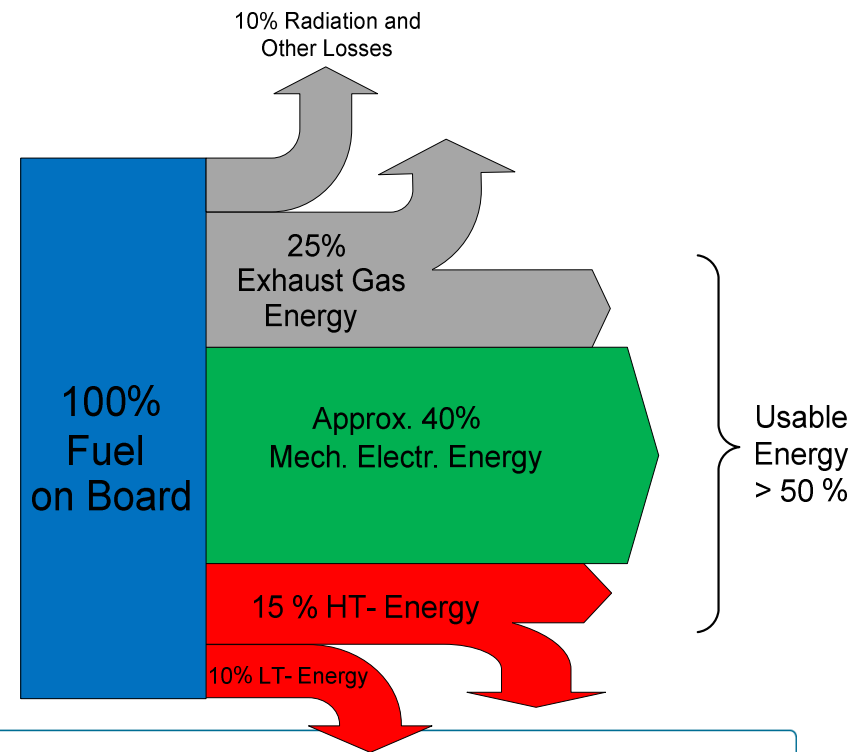 10% Radiation and
Other Losses
25%
Exhaust Gas
Energy
100%
Fuel
on Board
Approx. 40%
Mech. Electr. Energy
Usable
Energy
> 50 %
15 % HT- Energy
10% LT- Energy